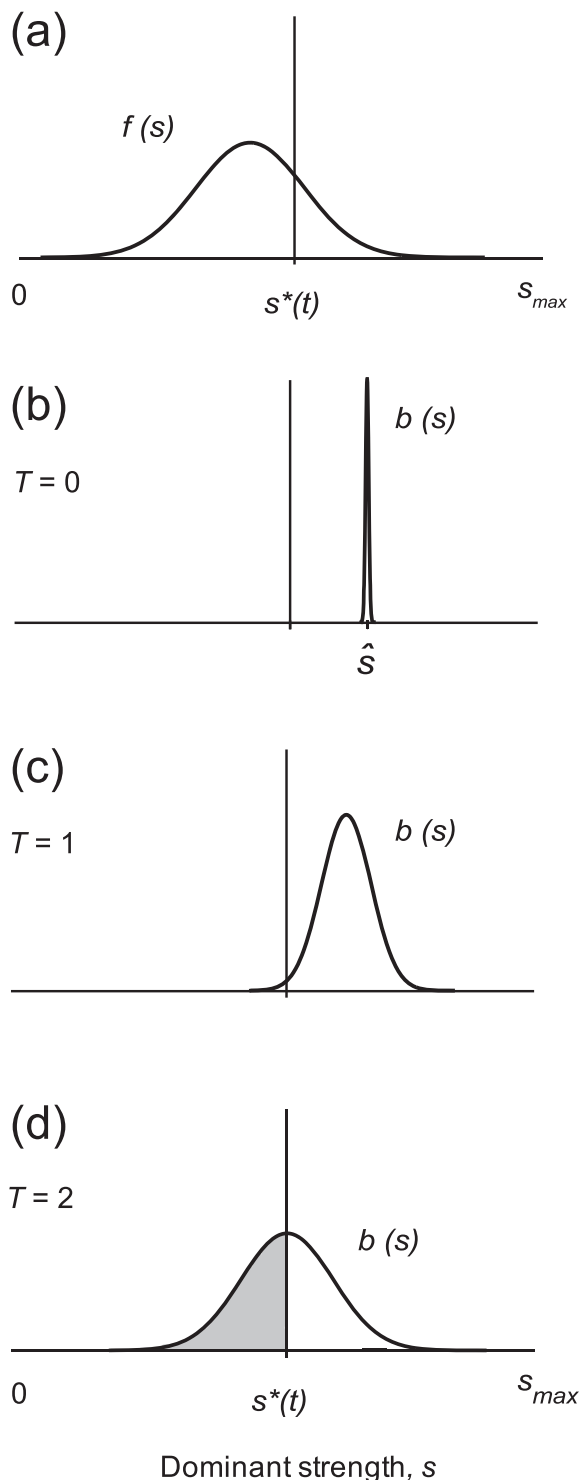 (a)
f (s)
0 s*(t) s_max
(b)
b (s)
T = 0
ŝ
(c)
b (s)
T = 1
(d)
T = 2
b (s)
0 s*(t) s_max
Dominant strength, s